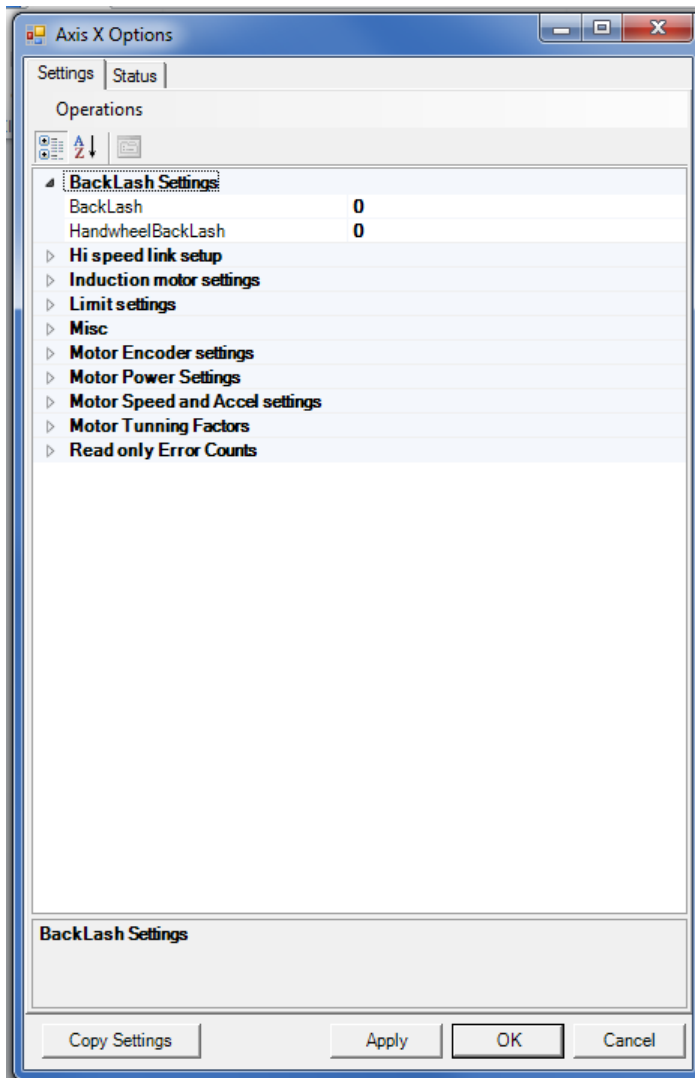 Axis X Options
Settings Status
Operations
BackLash Settings
BackLash 0
HandwheelBackLash 0
Hi speed link setup
Induction motor settings
Limit settings
Misc
Motor Encoder settings
Motor Power Settings
Motor Speed and Accel settings
Motor Tunning Factors
Read only Error Counts
BackLash Settings
Copy Settings Apply OK Cancel